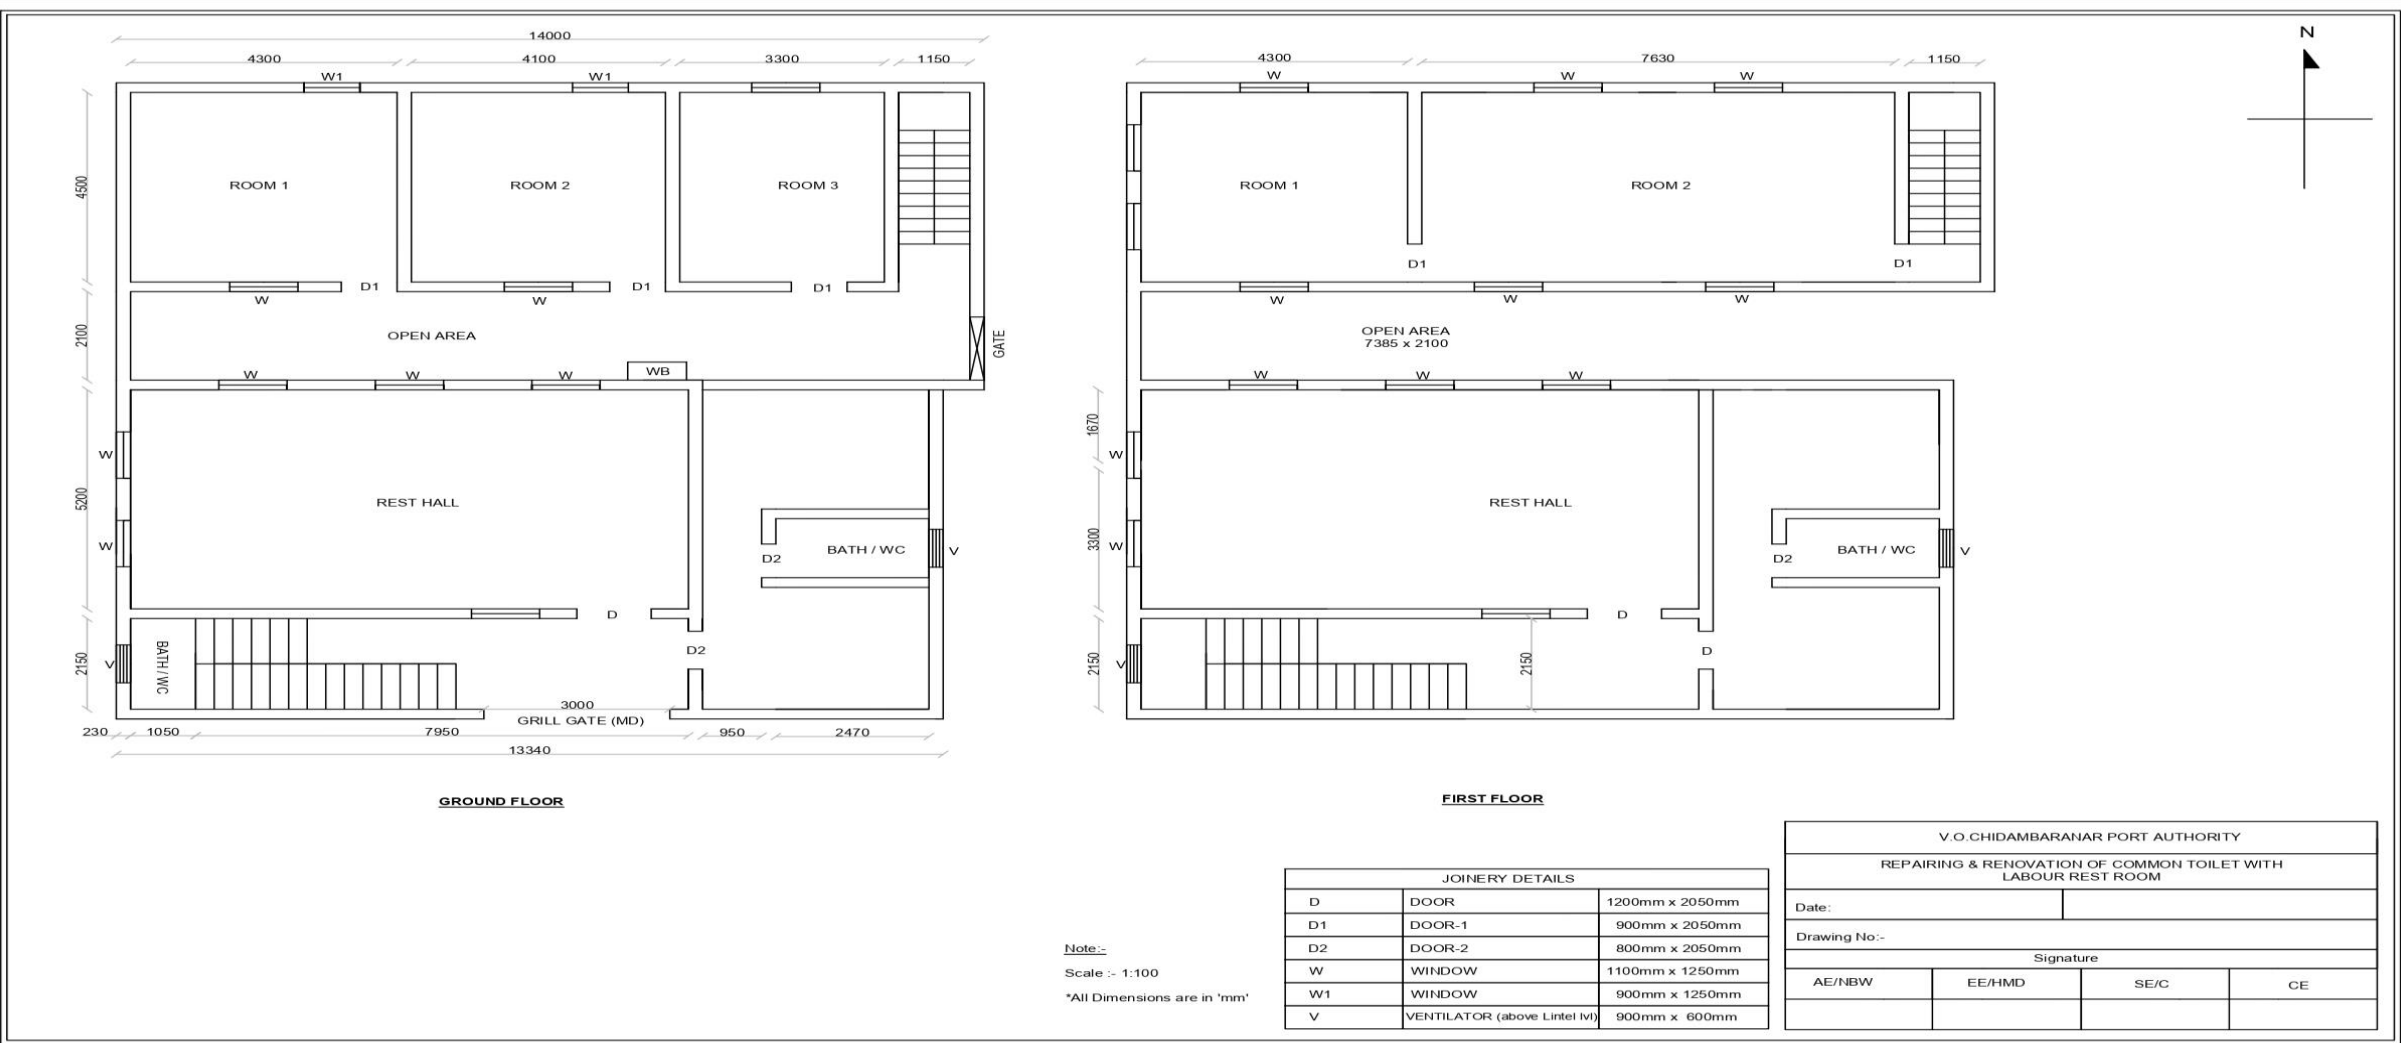 14000
4300
4100
3300
1150
W1
W1
4500
ROOM 1
ROOM 2
ROOM 3
D1
D1
D1
W
W
2100
OPEN AREA
GATE
WB
W
W
W
W
5200
REST HALL
W
BATH / WC
D2
V
D
2150
V
BATH / WC
D2
3000
GRILL GATE (MD)
230
1050
7950
950
2470
13340
GROUND FLOOR
4300
7630
1150
W
W
W
ROOM 1
ROOM 2
D1
D1
W
W
W
OPEN AREA
7385 x 2100
W
W
W
1670
W
REST HALL
3300
W
BATH / WC
D2
V
D
2150
V
2150
D
FIRST FLOOR
N
Note:-
Scale :- 1:100
*All Dimensions are in 'mm'
JOINERY DETAILS
D DOOR 1200mm x 2050mm
D1 DOOR-1 900mm x 2050mm
D2 DOOR-2 800mm x 2050mm
W WINDOW 1100mm x 1250mm
W1 WINDOW 900mm x 1250mm
V VENTILATOR (above Lintel lvl) 900mm x 600mm
V.O.CHIDAMBARANAR PORT AUTHORITY
REPAIRING & RENOVATION OF COMMON TOILET WITH
LABOUR REST ROOM
Date:
Drawing No:-
Signature
AE/NBW EE/HMD SE/C CE